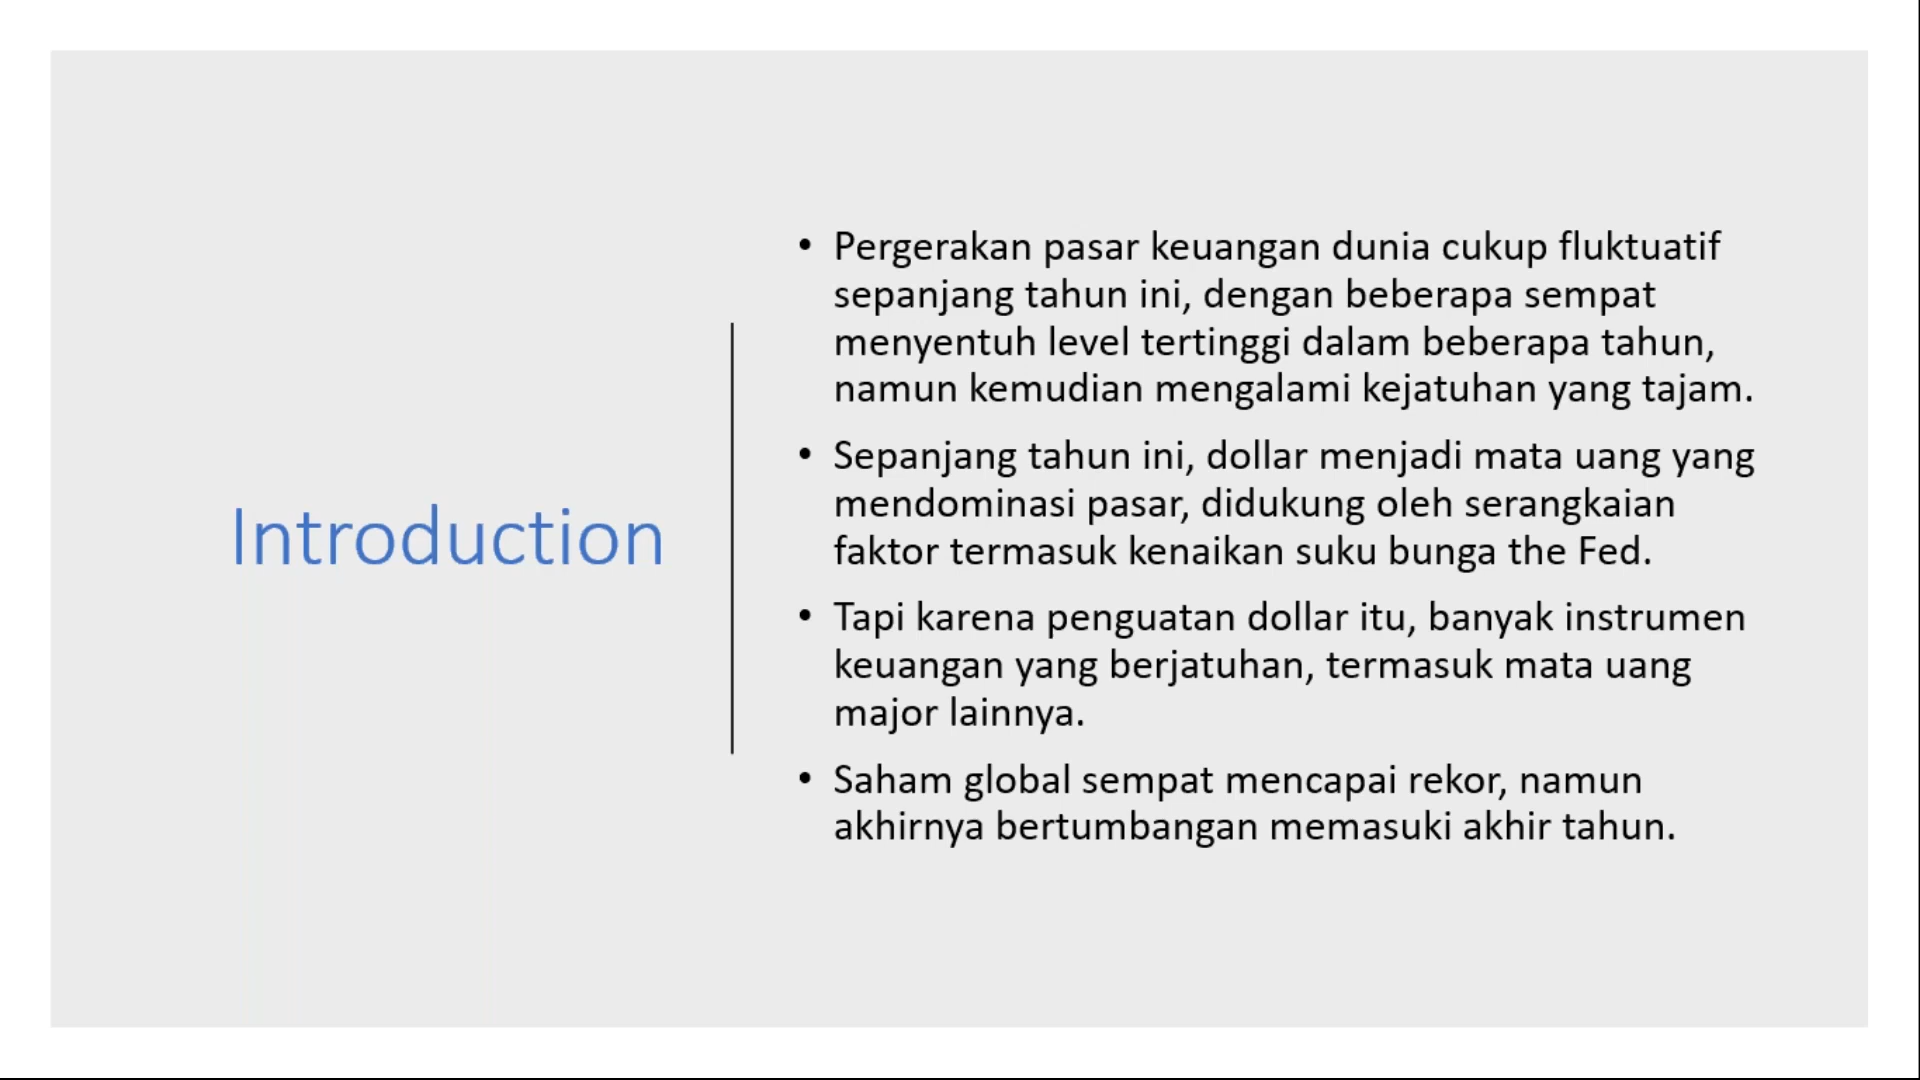 Introduction
• Pergerakan pasar keuangan dunia cukup fluktuatif
sepanjang tahun ini, dengan beberapa sempat
menyentuh level tertinggi dalam beberapa tahun,
namun kemudian mengalami kejatuhan yang tajam.
• Sepanjang tahun ini, dollar menjadi mata uang yang
mendominasi pasar, didukung oleh serangkaian
faktor termasuk kenaikan suku bunga the Fed.
• Tapi karena penguatan dollar itu, banyak instrumen
keuangan yang berjatuhan, termasuk mata uang
major lainnya.
• Saham global sempat mencapai rekor, namun
akhirnya bertumbangan memasuki akhir tahun.